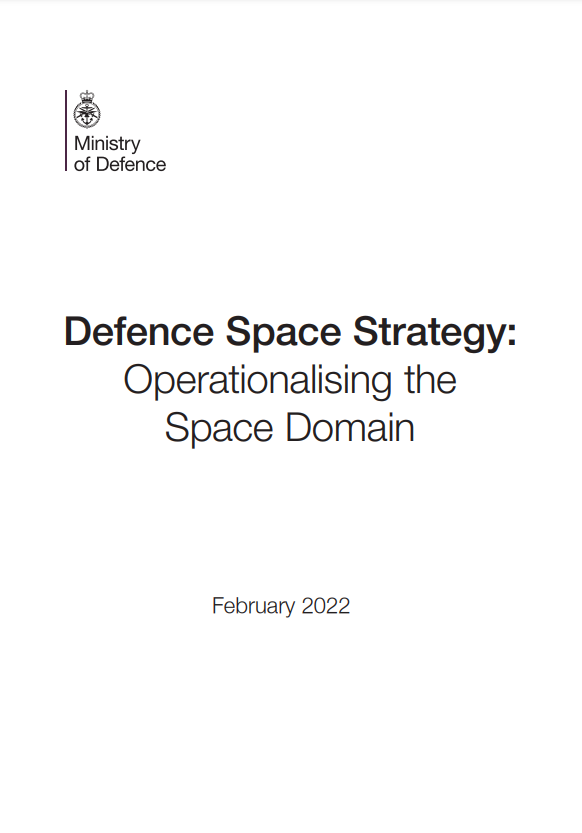 Ministry
of Defence
Defence Space Strategy:
Operationalising the
Space Domain
February 2022